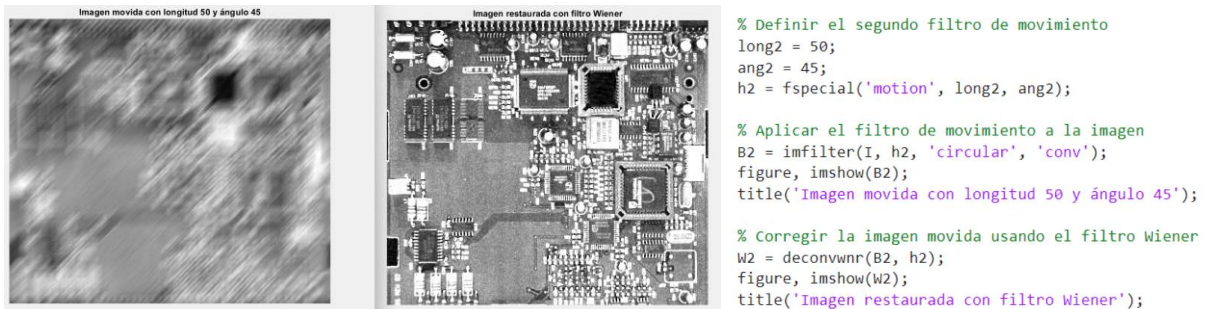 Imagen movida con longitud 50 y ángulo 45
Imagen restaurada con filtro Wiener
% Definir el segundo filtro de movimiento
long2 = 50;
ang2 = 45;
h2 = fspecial('motion', long2, ang2);
% Aplicar el filtro de movimiento a la imagen
B2 = imfilter(I, h2, 'circular', 'conv');
figure, imshow(B2);
title('Imagen movida con longitud 50 y ángulo 45');
% Corregir la imagen movida usando el filtro Wiener
W2 = deconvwnr(B2, h2);
figure, imshow(W2);
title('Imagen restaurada con filtro Wiener');